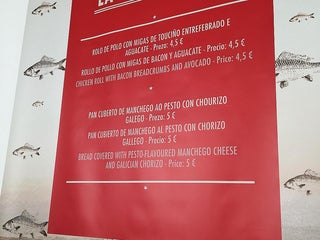 LA
ROLO DE POLO CON MIGAS DE TOUCIÑO ENTREFEBRADO E
AGUACATE - Prezo: 4,5 €
ROLLO DE POLLO CON MIGAS DE BACON Y AGUACATE - Precio: 4,5 €
CHICKEN ROLL WITH BACON BREADCRUMBS AND AVOCADO - Price: 4,5 €
PAN CUBERTO DE MANCHEGO AO PESTO CON CHOURIZO
GALEGO - Prezo: 5 €
PAN CUBIERTO DE MANCHEGO AL PESTO CON CHORIZO
GALLEGO - Precio: 5 €
BREAD COVERED WITH PESTO-FLAVOURED MANCHEGO CHEESE
AND GALICIAN CHORIZO - Price: 5 €